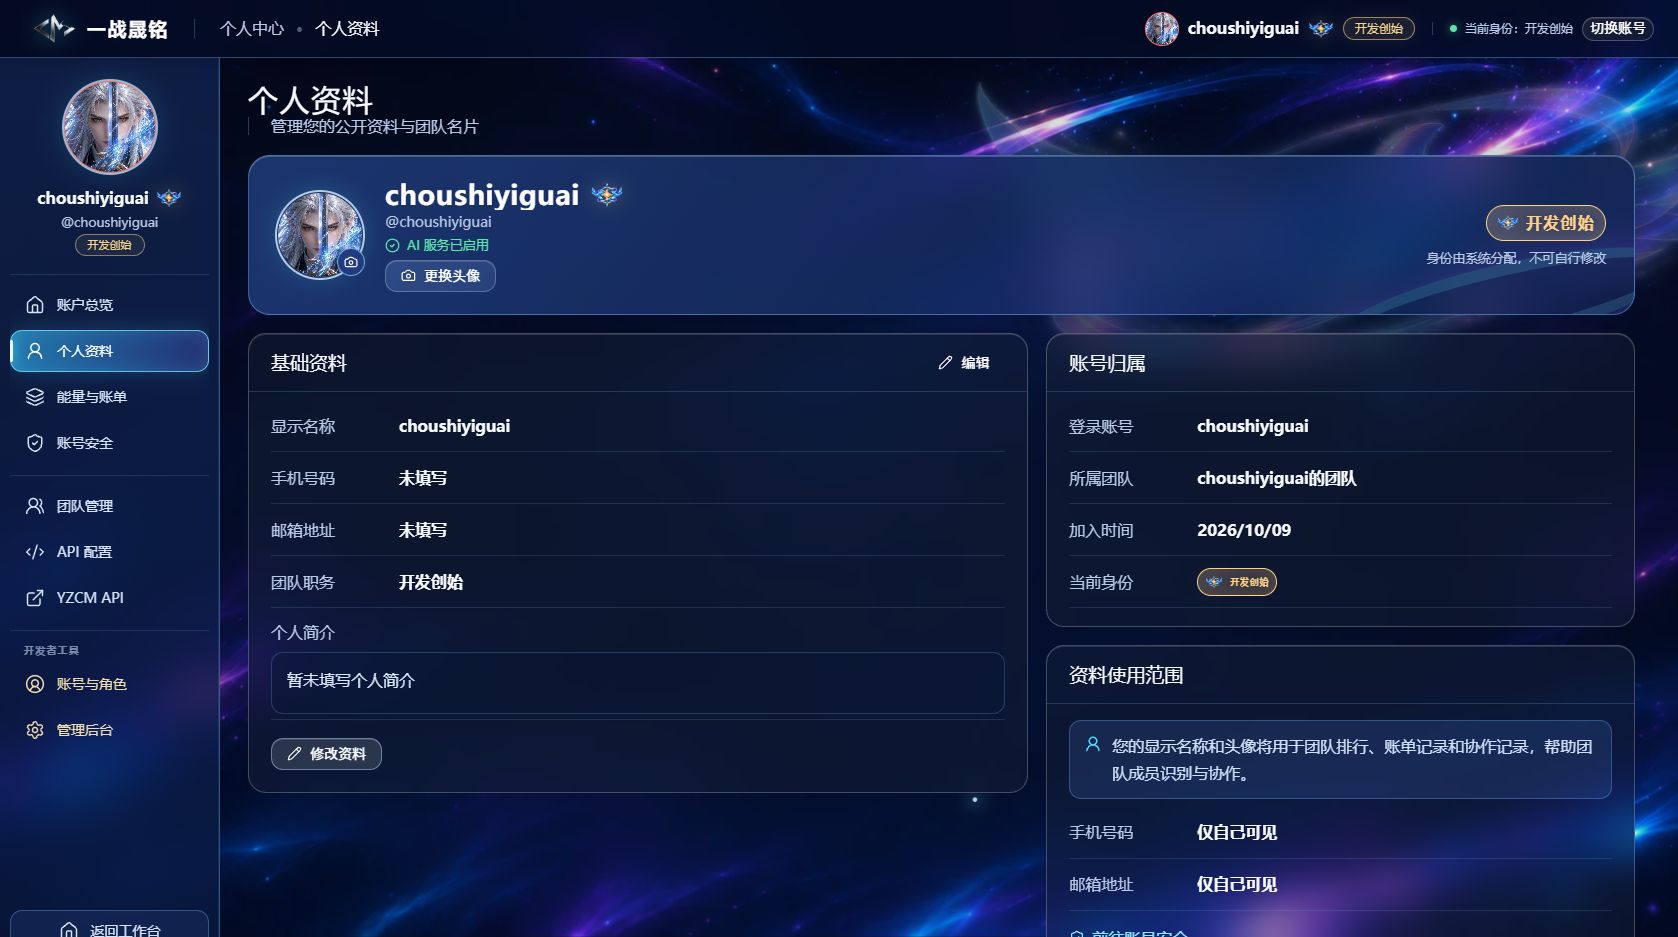 一战晟铭
个人中心 • 个人资料
choushiyiguai 开发创始 当前身份：开发创始 切换账号
choushiyiguai
@choushiyiguai
开发创始
账户总览
个人资料
能量与账单
账号安全
团队管理
API 配置
YZCM API
开发者工具
账号与角色
管理后台
返回工作台
个人资料
管理您的公开资料与团队名片
choushiyiguai
@choushiyiguai
AI 服务已启用
更换头像
开发创始
身份由系统分配，不可自行修改
基础资料 编辑
显示名称 choushiyiguai
手机号码 未填写
邮箱地址 未填写
团队职务 开发创始
个人简介
暂未填写个人简介
修改资料
账号归属
登录账号 choushiyiguai
所属团队 choushiyiguai的团队
加入时间 2026/10/09
当前身份 开发创始
资料使用范围
您的显示名称和头像将用于团队排行、账单记录和协作记录，帮助团
队成员识别与协作。
手机号码 仅自己可见
邮箱地址 仅自己可见
前往账号安全